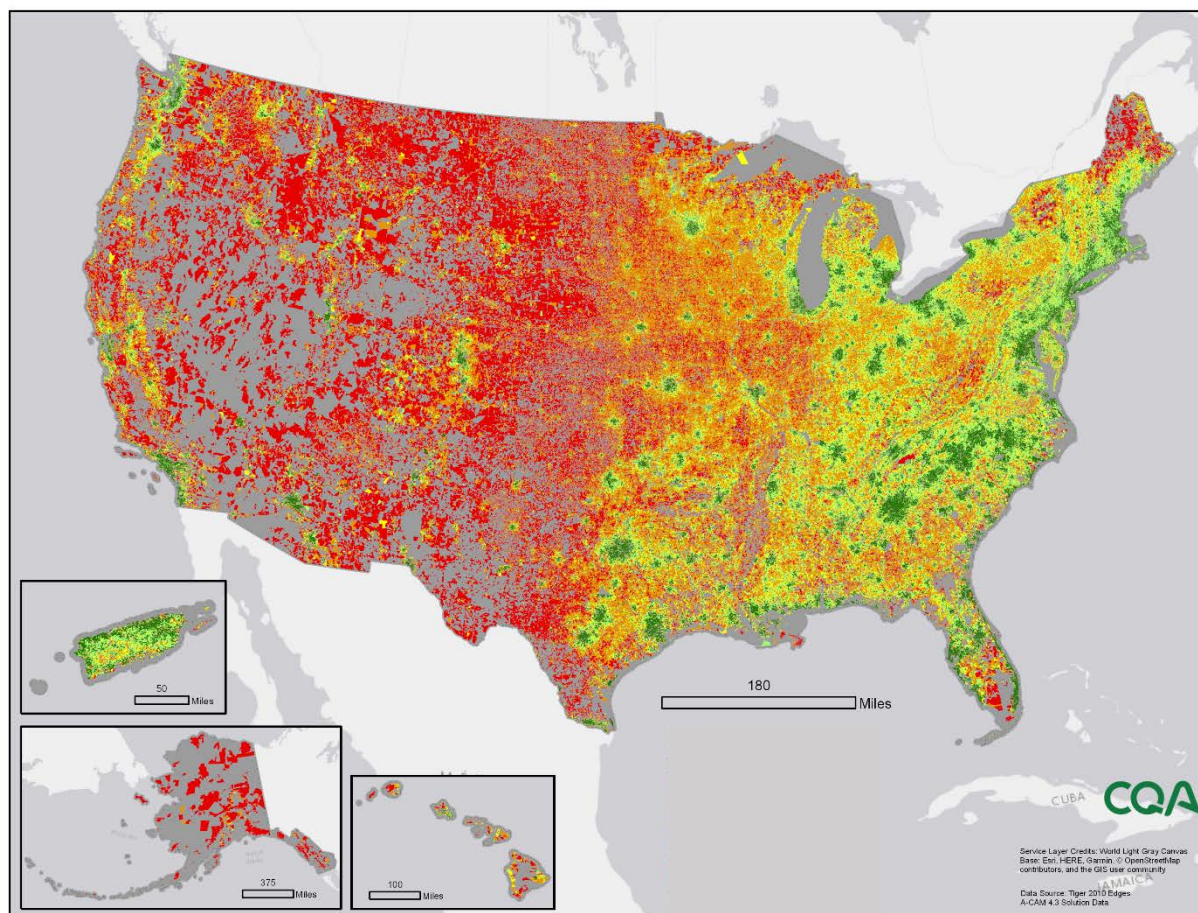 50
Miles
375
Miles
100
Miles
180
Miles
CUBA
CQA
Service Layer Credits: World Light Gray Canvas
Base: Esri, HERE, Garmin, © OpenStreetMap
contributors, and the GIS user community
JAMAICA
Data Source: Tiger 2010 Edges
A-CAM 4.3 Solution Data